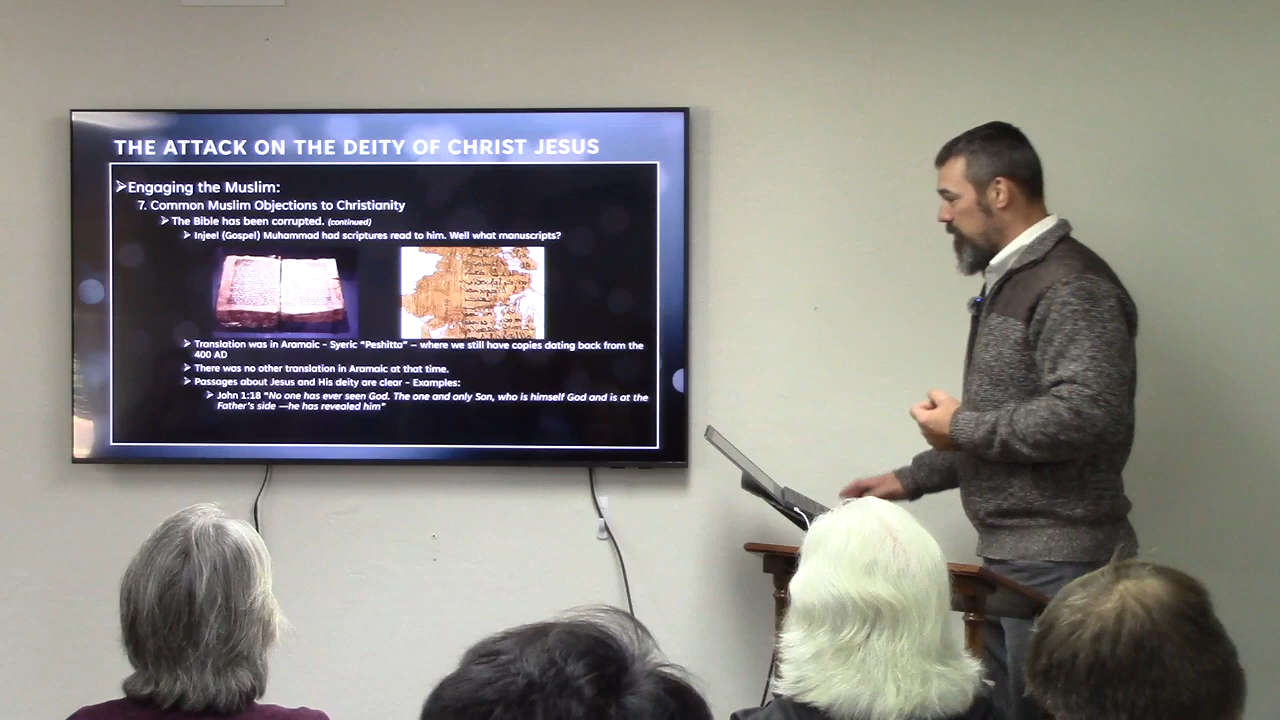 THE ATTACK ON THE DEITY OF CHRIST JESUS
➢Engaging the Muslim:
7. Common Muslim Objections to Christianity
➢ The Bible has been corrupted. (continued)
➢ Injeel (Gospel) Muhammad had scriptures read to him. Well what manuscripts?
➢ Translation was in Aramaic - Syeric "Peshitta" – where we still have copies dating back from the
400 AD
➢ There was no other translation in Aramaic at that time.
➢ Passages about Jesus and His deity are clear - Examples:
➢ John 1:18 "No one has ever seen God. The one and only Son, who is himself God and is at the
Father's side —he has revealed him"